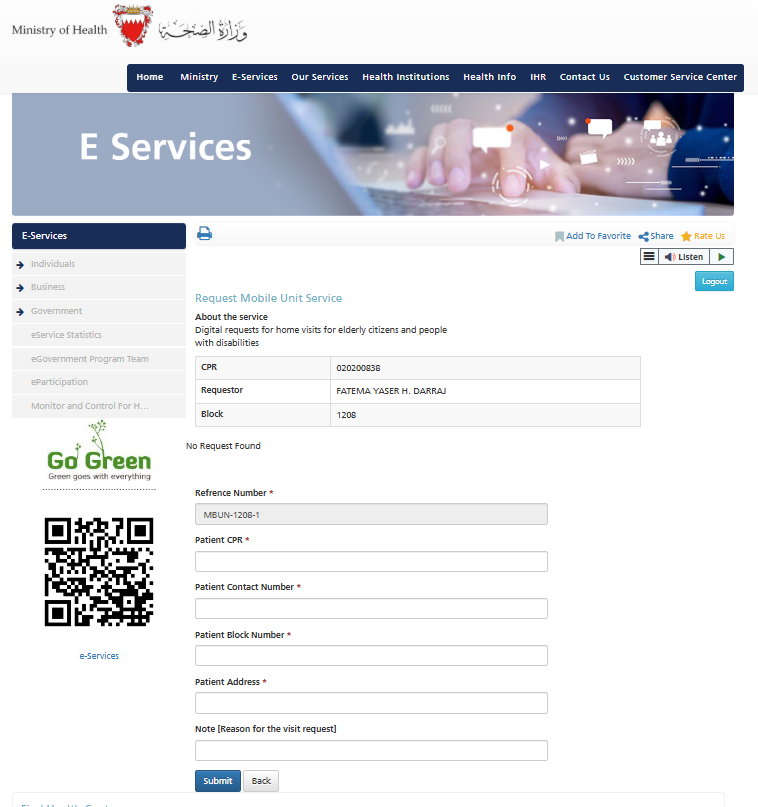 Ministry of Health
وزارة الصحة
Home Ministry E-Services Our Services Health Institutions Health Info IHR Contact Us Customer Service Center
E Services
E-Services
Individuals
Business
Government
eService Statistics
eGovernment Program Team
eParticipation
Monitor and Control For H...
Go Green
Green goes with everything
e-Services
Add To Favorite Share Rate Us
Listen
Logout
Request Mobile Unit Service
About the service
Digital requests for home visits for elderly citizens and people
with disabilities
CPR 020200838
Requestor FATEMA YASER H. DARRAJ
Block 1208
No Request Found
Refrence Number *
MBUN-1208-1
Patient CPR *
Patient Contact Number *
Patient Block Number *
Patient Address *
Note [Reason for the visit request]
Submit Back